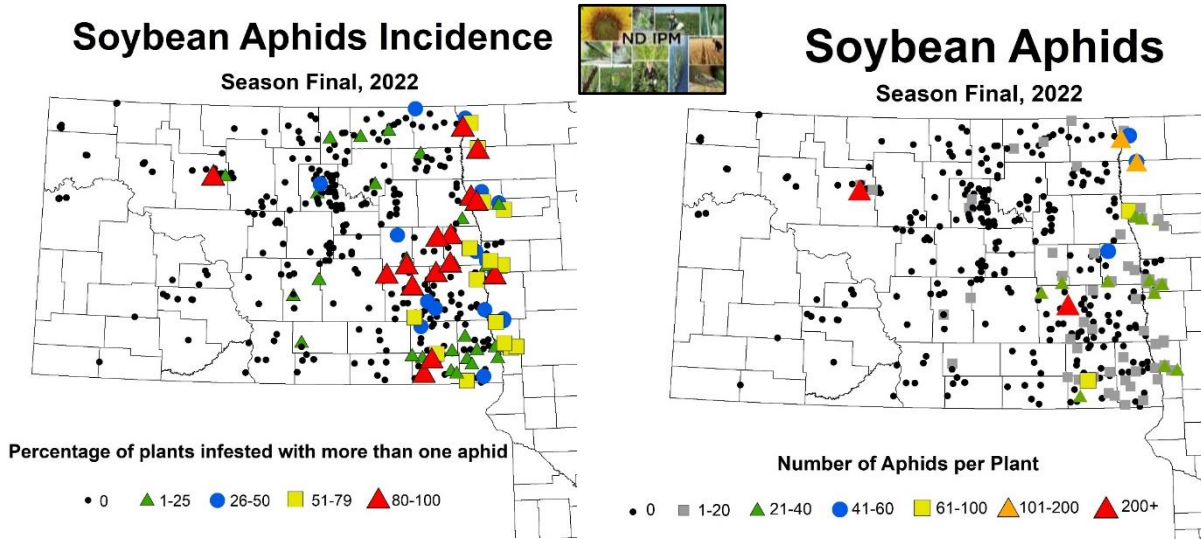 Soybean Aphids Incidence
Season Final, 2022
Percentage of plants infested with more than one aphid
0 1-25 26-50 51-79 80-100
ND IPM
Soybean Aphids
Season Final, 2022
Number of Aphids per Plant
0 1-20 21-40 41-60 61-100 101-200 200+